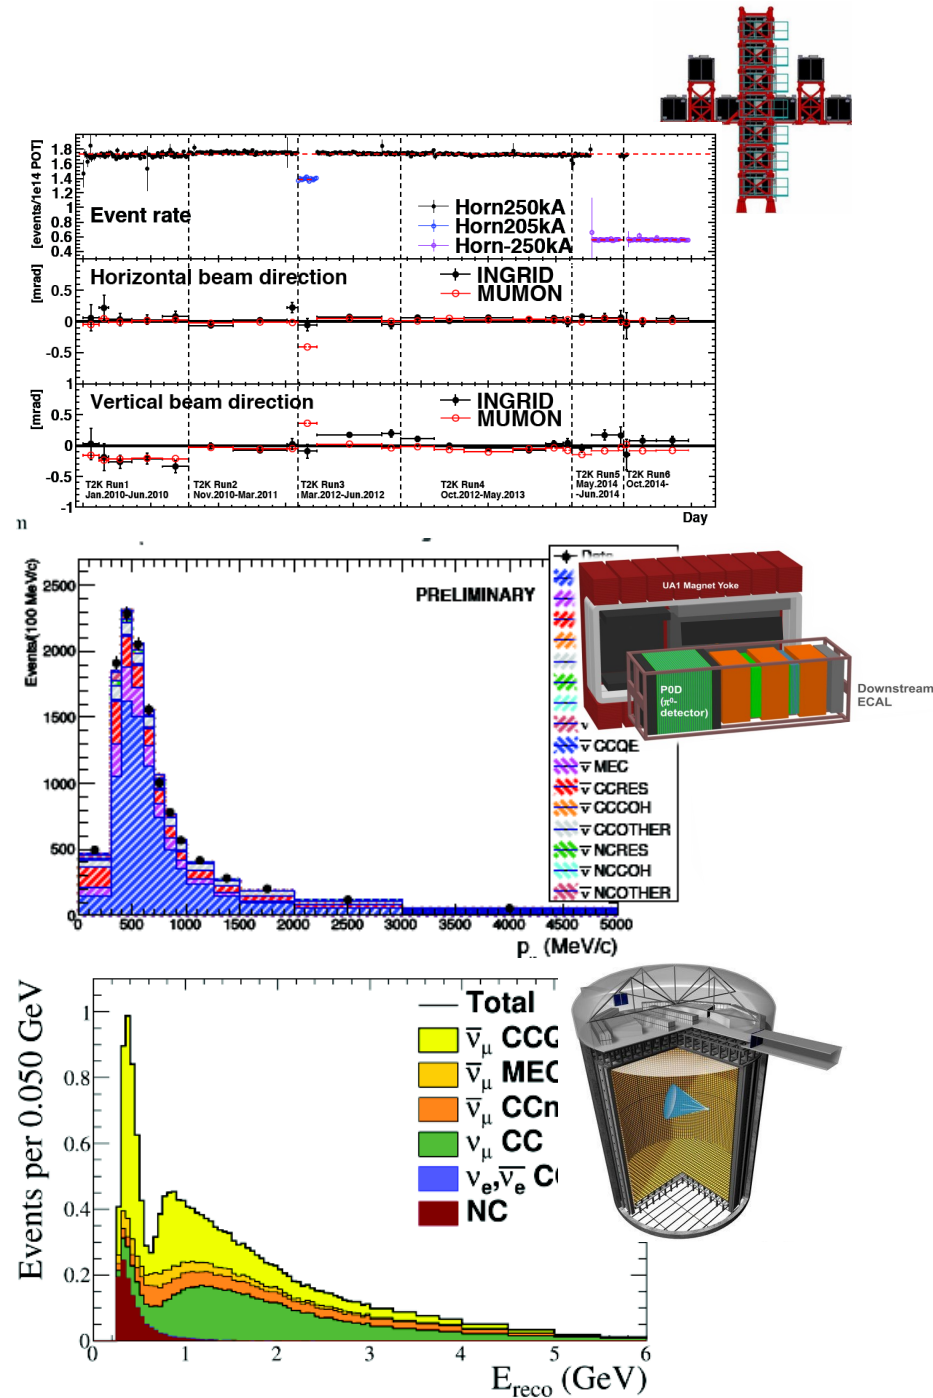 1.8
1.4
1
0.6
0.4
[events/1e14 POT]
Event rate
Horn250kA
Horn205kA
Horn-250kA
[mrad]
0.5
0
-0.5
Horizontal beam direction
INGRID
MUMON
1
[mrad]
0.5
0
-0.5
-1
Vertical beam direction
INGRID
MUMON
T2K Run1
Jan.2010-Jun.2010
T2K Run2
Nov.2010-Mar.2011
T2K Run3
Mar.2012-Jun.2012
T2K Run4
Oct.2012-May.2013
T2K Run5
May.2014
-Jun.2014
T2K Run6
Oct.2014-
Day
m
Events/(100 MeV/c)
2500
2000
1500
1000
500
0
PRELIMINARY
ν̄ CCQE
ν̄ MEC
ν̄ CCRES
ν̄ CCCOH
ν̄ CCOTHER
ν̄ NCRES
ν̄ NCCOH
ν̄ NCOTHER
UA1 Magnet Yoke
P0D
(π⁰-
detector)
Downstream
ECAL
0 500 1000 1500 2000 2500 3000 3500 4000 4500 5000
(MeV/c)
Events per 0.050 GeV
1
0.8
0.6
0.4
0.2
0
Total
ν̄μ CCQ
ν̄μ MEC
ν̄μ CCn
νμ CC
νe,ν̄e CC
NC
0 1 2 3 4 5 6
Ereco (GeV)